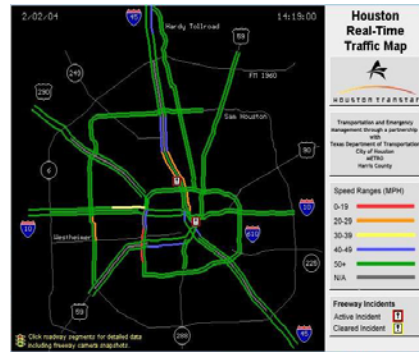 2/02/04
14:19:00
45
Hardy Tollroad
59
FM 1960
290
249
Sam Houston
6
90
10
10
Westheimer
610
225
59
288
45
Click roadway segments for detailed data
including freeway camera snapshots.
Houston
Real-Time
Traffic Map
HOUSTON TRANSTAR
Transportation and Emergency
Management through a partnership
with
Texas Department of Transportation
City of Houston
METRO
Harris County
Speed Ranges (MPH)
0-19
20-29
30-39
40-49
50+
N/A
Freeway Incidents
Active Incident
Cleared Incident